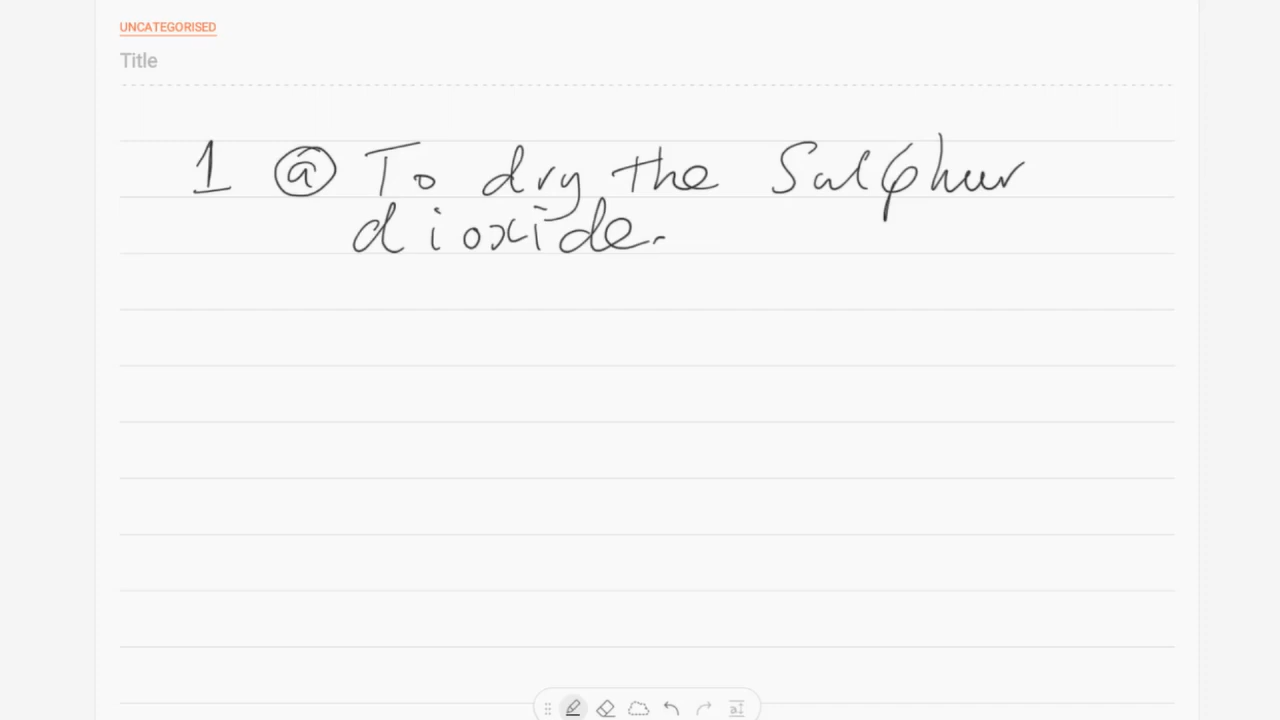 UNCATEGORISED
Title
1 ⓐ To dry the Sulphur
dioxide.